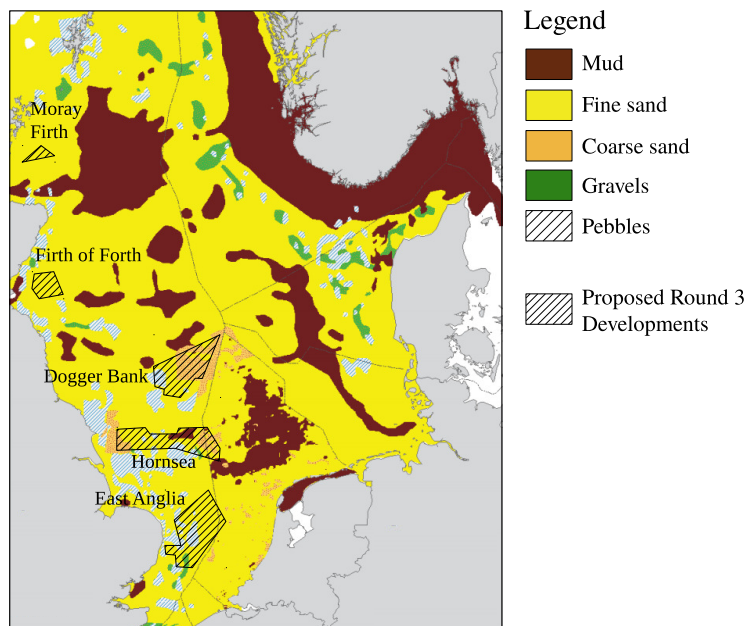 Legend
Mud
Fine sand
Coarse sand
Gravels
Pebbles
Proposed Round 3
Developments
Moray
Firth
Firth of Forth
Dogger Bank
Hornsea
East Anglia